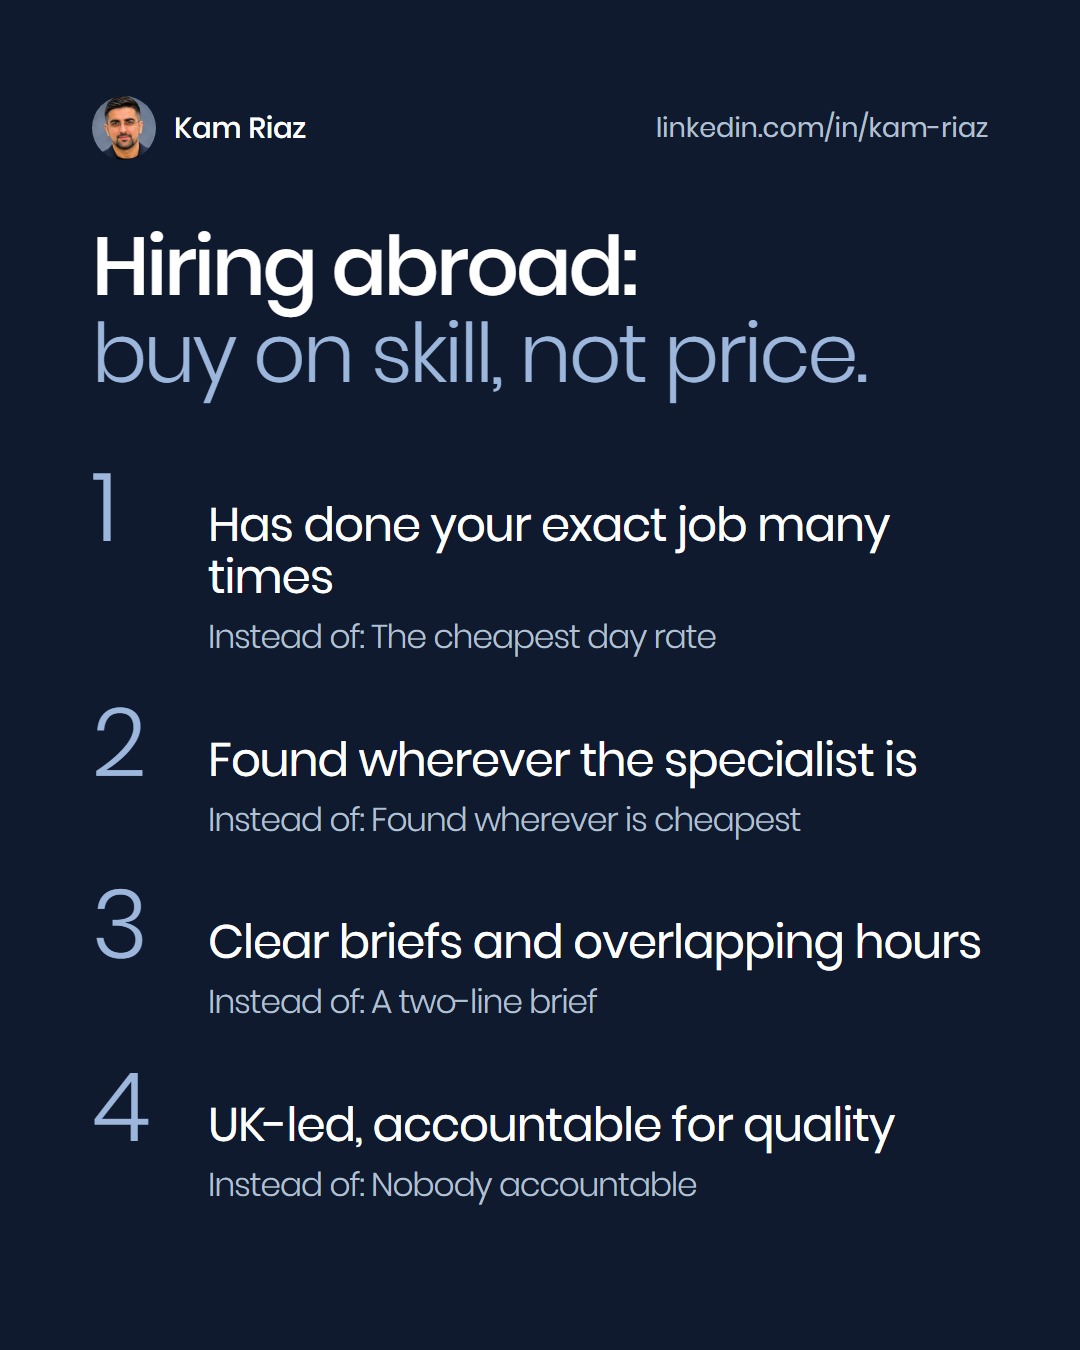 Kam Riaz
linkedin.com/in/kam-riaz
Hiring abroad:
buy on skill, not price.
1
Has done your exact job many
times
Instead of: The cheapest day rate
2
Found wherever the specialist is
Instead of: Found wherever is cheapest
3
Clear briefs and overlapping hours
Instead of: A two-line brief
4
UK-led, accountable for quality
Instead of: Nobody accountable